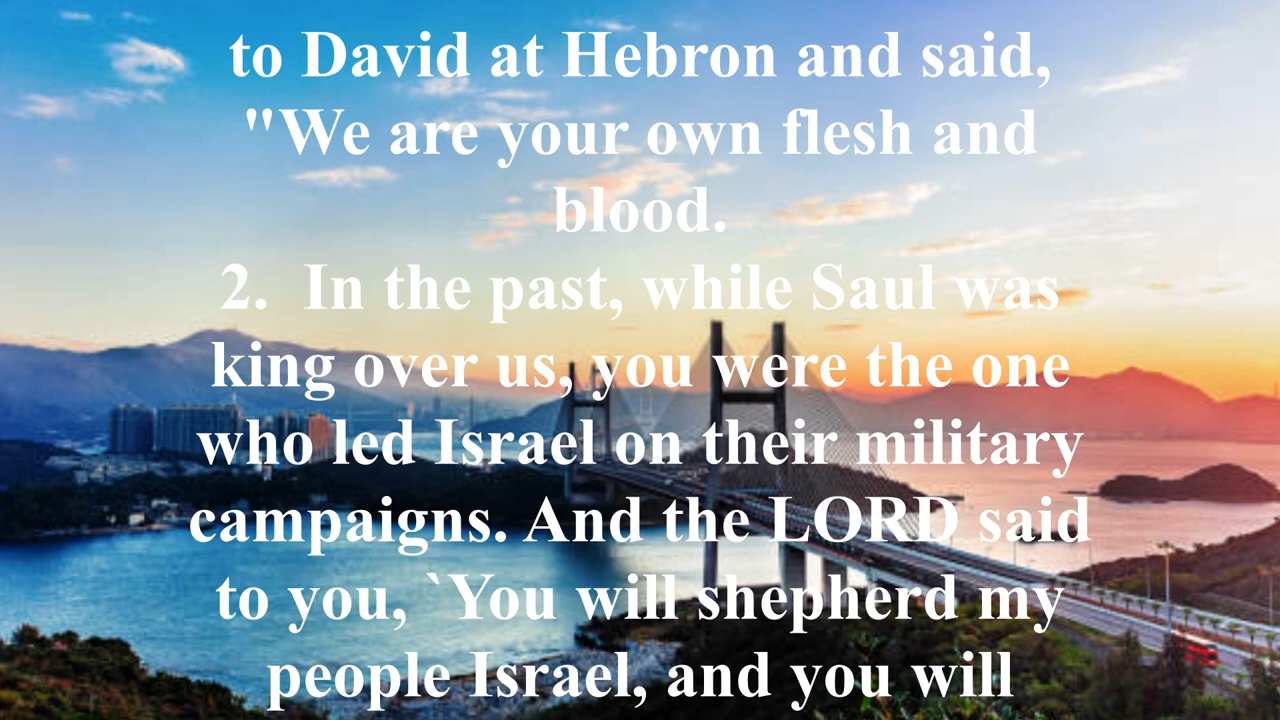 to David at Hebron and said,
"We are your own flesh and
blood.
2.  In the past, while Saul was
king over us, you were the one
who led Israel on their military
campaigns. And the LORD said
to you, `You will shepherd my
people Israel, and you will